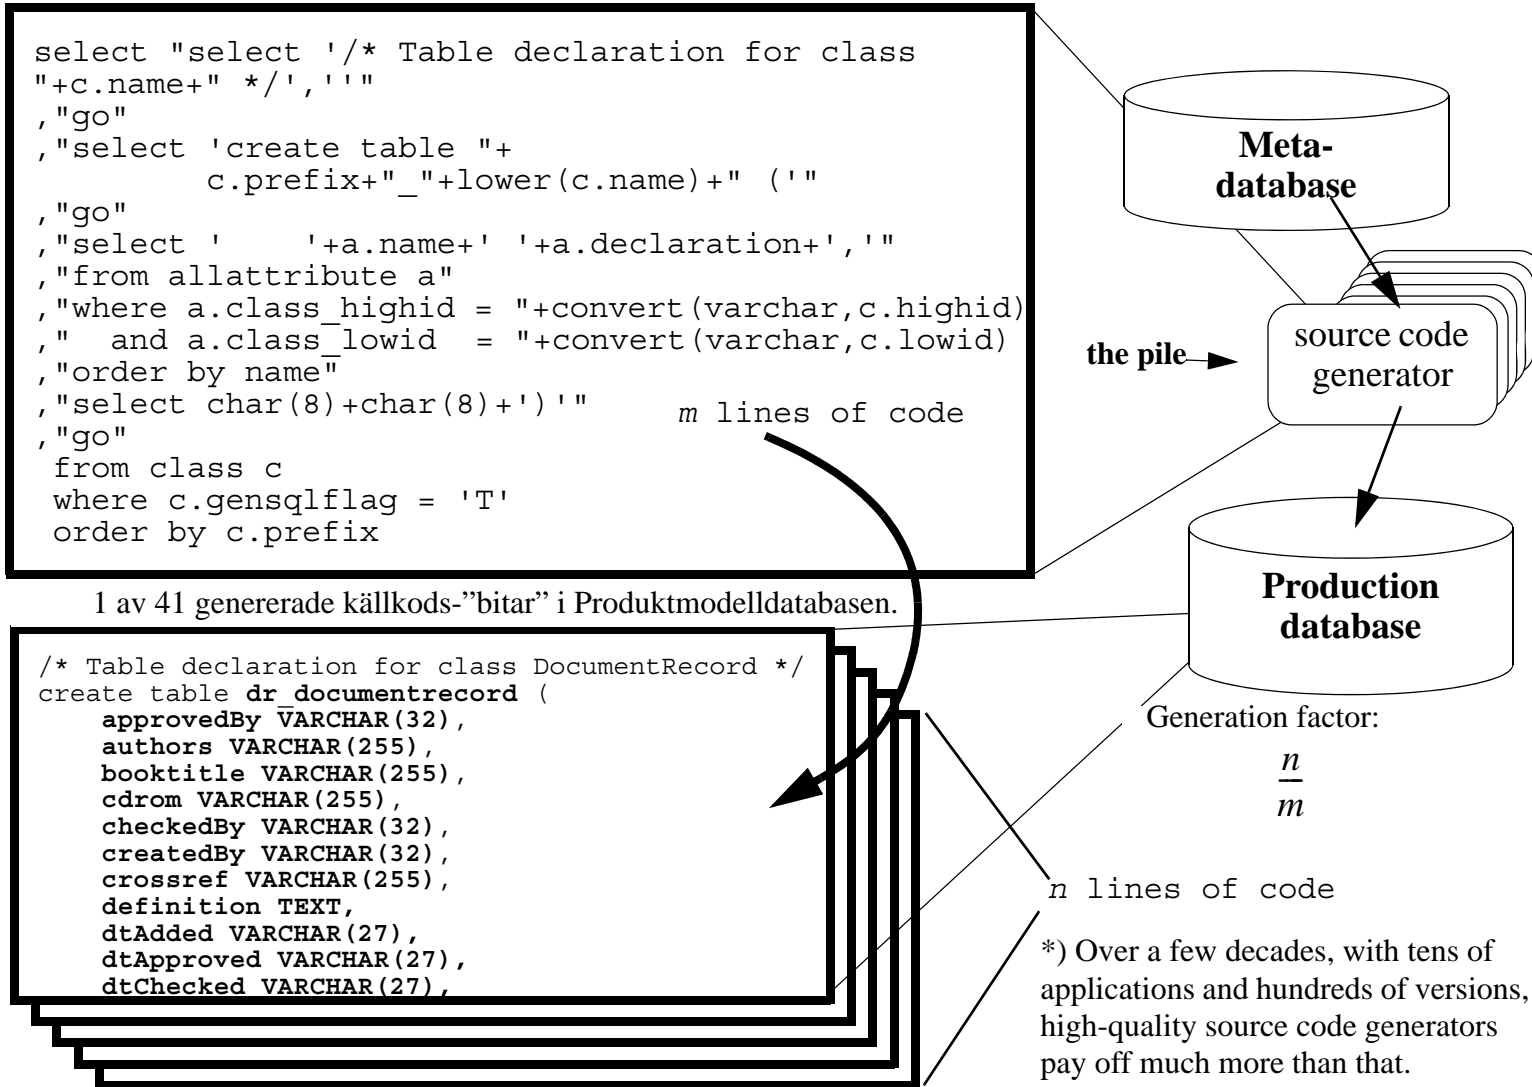 select "select '/* Table declaration for class
"+c.name+" */',''"
,"go"
,"select 'create table "+
         c.prefix+"_"+lower(c.name)+" ('"
,"go"
,"select '    '+a.name+' '+a.declaration+','"
,"from allattribute a"
,"where a.class_highid = "+convert(varchar,c.highid)
,"  and a.class_lowid  = "+convert(varchar,c.lowid)
,"order by name"
,"select char(8)+char(8)+')'"
,"go"
 from class c
 where c.gensqlflag = 'T'
 order by c.prefix
m lines of code
Meta-
database
the pile
source code
generator
Production
database
1 av 41 genererade källkods-”bitar” i Produktmodelldatabasen.
/* Table declaration for class DocumentRecord */
create table dr_documentrecord (
    approvedBy VARCHAR(32),
    authors VARCHAR(255),
    booktitle VARCHAR(255),
    cdrom VARCHAR(255),
    checkedBy VARCHAR(32),
    createdBy VARCHAR(32),
    crossref VARCHAR(255),
    definition TEXT,
    dtAdded VARCHAR(27),
    dtApproved VARCHAR(27),
    dtChecked VARCHAR(27),
Generation factor:
n
m
n lines of code
*) Over a few decades, with tens of
applications and hundreds of versions,
high-quality source code generators
pay off much more than that.